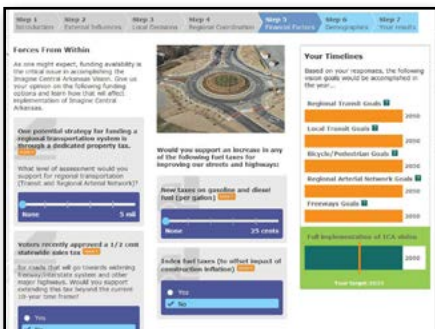 Step 1
External Influences
Step 2
Step 3
Local Decisions
Step 4
Regional Coordination
Step 5
Financial Factors
Step 6
Demographics
Step 7
Your results
Forces From Within
As one might expect, funding availability is
the critical issue in accomplishing the
Imagine Central Arkansas Vision. Give us
your opinion on the following funding
options and learn how that will affect
implementation of Imagine Central
Arkansas.
One potential strategy for funding a
regional transportation system is
through a dedicated property tax.
What level of assessment would you
support for regional transportation
(Transit and Regional Arterial Network)?
None
5 mil
Voters recently approved a 1/2 cent
statewide sales tax
for roads that will go towards widening
freeway/interstate system and other
major highways. Would you support
extending this tax beyond the current
10-year time frame?
Yes
No
Would you support an increase in any
of the following fuel taxes for
improving our streets and highways:
New taxes on gasoline and diesel
fuel (per gallon)
None
25 cents
Index fuel taxes (to offset impact of
construction inflation)
Yes
No
Your Timelines
Based on your responses, the following
vision goals would be accomplished in
the year...
Regional Transit Goals
2050
Local Transit Goals
2050
Bicycle/Pedestrian Goals
2050
Regional Arterial Network Goals
2050
Freeways Goals
2050
Full implementation of ICA vision
2050